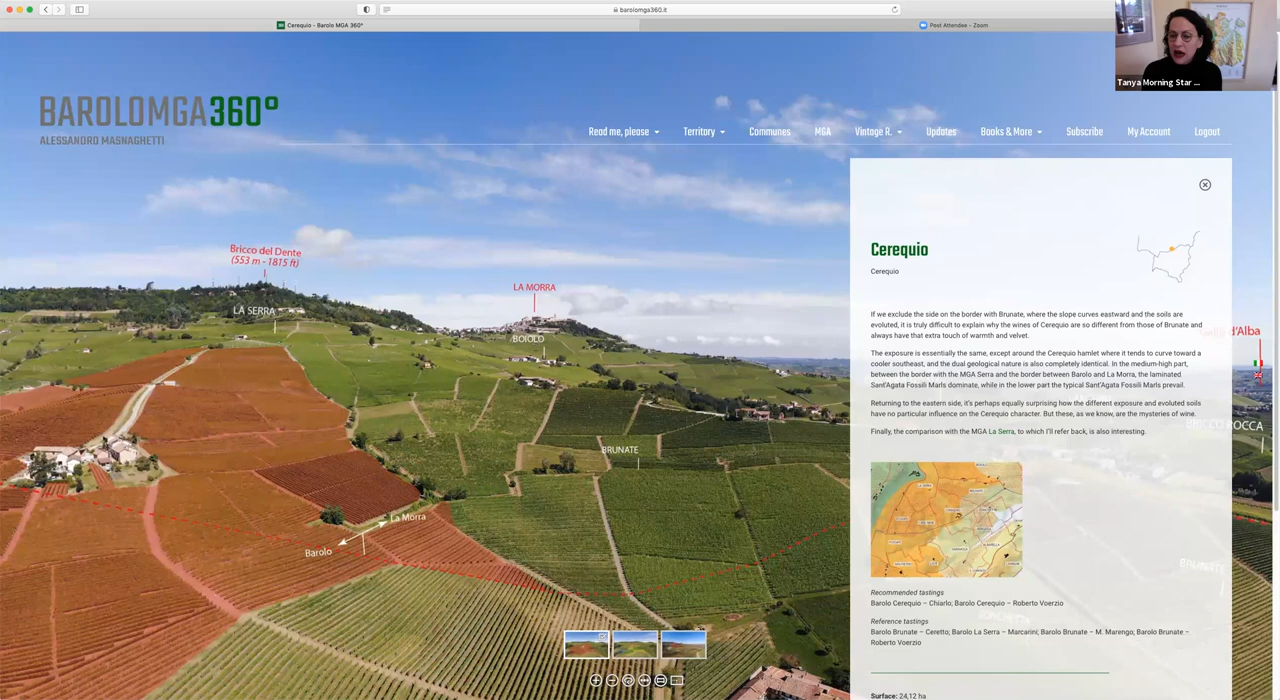 barolomga360.it
Cerequio - Barolo MGA 360°
Post Attendee - Zoom
Tanya Morning Star ...
BAROLOMGA360°
ALESSANDRO MASNAGHETTI
Read me, please
Territory
Communes
MGA
Vintage R.
Updates
Books & More
Subscribe
My Account
Logout
Bricco del Dente
(553 m - 1815 ft)
LA SERRA
LA MORRA
BOIOLO
BRUNATE
La Morra
Barolo
d'Alba
BRICCO ROCCA
BRUNATE
Cerequio
Cerequio
If we exclude the side on the border with Brunate, where the slope curves eastward and the soils are
evoluted, it is truly difficult to explain why the wines of Cerequio are so different from those of Brunate and
always have that extra touch of warmth and velvet.
The exposure is essentially the same, except around the Cerequio hamlet where it tends to curve toward a
cooler southeast, and the dual geological nature is also completely identical. In the medium-high part,
between the border with the MGA Serra and the border between Barolo and La Morra, the laminated
Sant'Agata Fossili Marls dominate, while in the lower part the typical Sant'Agata Fossili Marls prevail.
Returning to the eastern side, it's perhaps equally surprising how the different exposure and evoluted soils
have no particular influence on the Cerequio character. But these, as we know, are the mysteries of wine.
Finally, the comparison with the MGA La Serra, to which I'll refer back, is also interesting.
Recommended tastings
Barolo Cerequio – Chiarlo; Barolo Cerequio – Roberto Voerzio
Reference tastings
Barolo Brunate – Ceretto; Barolo La Serra – Marcarini; Barolo Brunate – M. Marengo; Barolo Brunate –
Roberto Voerzio
Surface: 24,12 ha